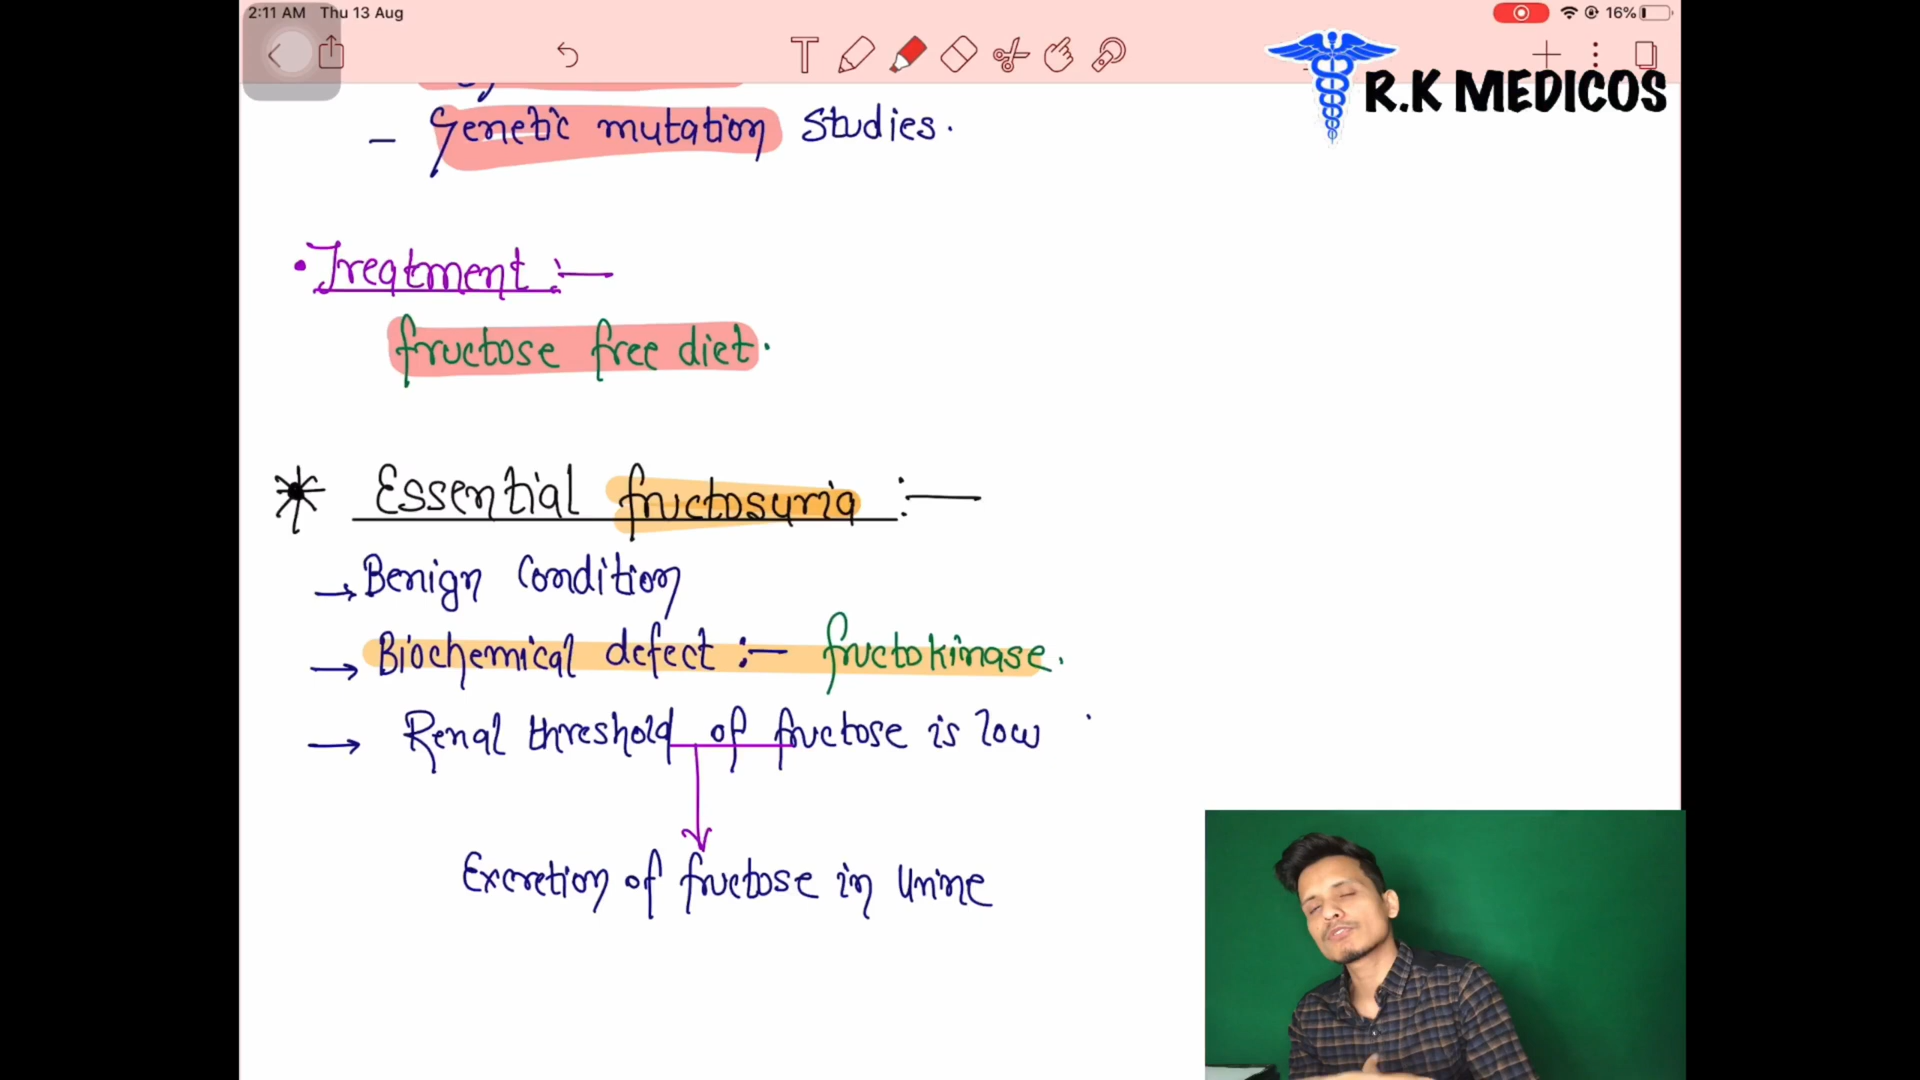 2:11 AM Thu 13 Aug
16%
T
R.K MEDICOS
- Genetic mutation Studies.
• Treatment :-
fructose free diet.
* Essential fructosuria :-
→ Benign Condition
→ Biochemical defect :- fructokinase.
→ Renal threshold of fructose is low
Excretion of fructose in Urine